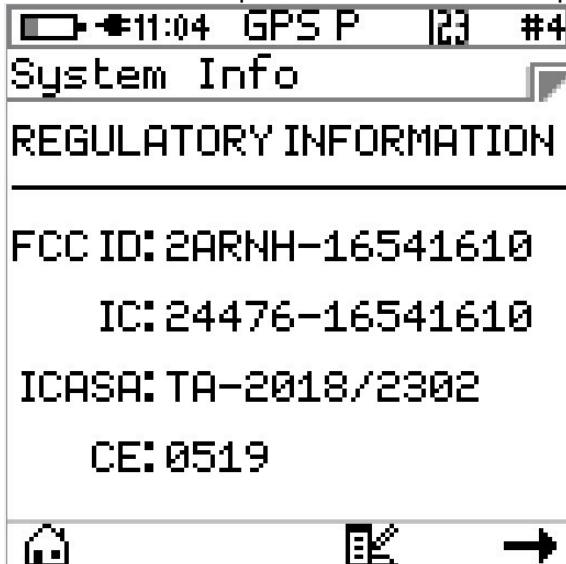 11:04 GPS P 123 #4
System Info
REGULATORY INFORMATION
FCC ID: 2ARNH-16541610
IC: 24476-16541610
ICASA: TA-2018/2302
CE: 0519